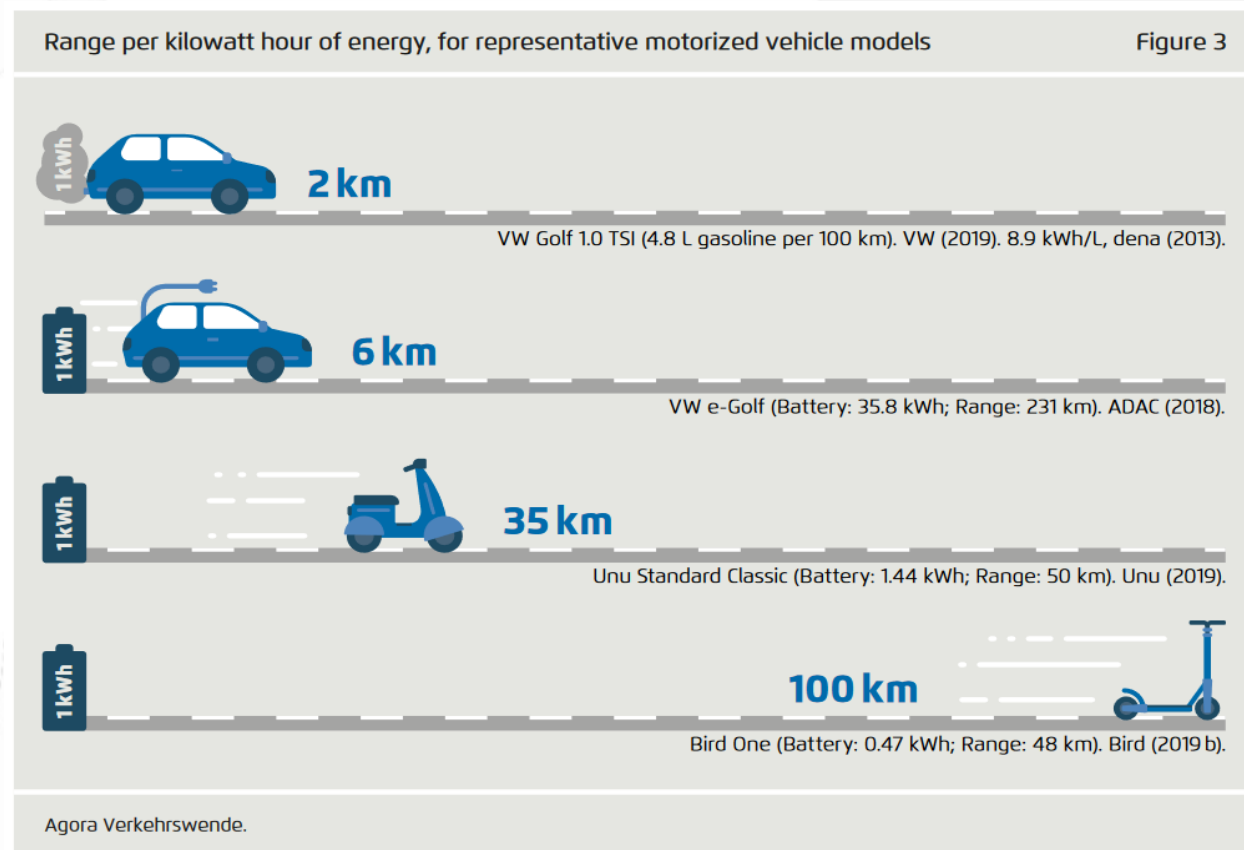 Range per kilowatt hour of energy, for representative motorized vehicle models Figure 3
1 kWh
2 km
VW Golf 1.0 TSI (4.8 L gasoline per 100 km). VW (2019). 8.9 kWh/L, dena (2013).
1 kWh
6 km
VW e-Golf (Battery: 35.8 kWh; Range: 231 km). ADAC (2018).
1 kWh
35 km
Unu Standard Classic (Battery: 1.44 kWh; Range: 50 km). Unu (2019).
1 kWh
100 km
Bird One (Battery: 0.47 kWh; Range: 48 km). Bird (2019 b).
Agora Verkehrswende.